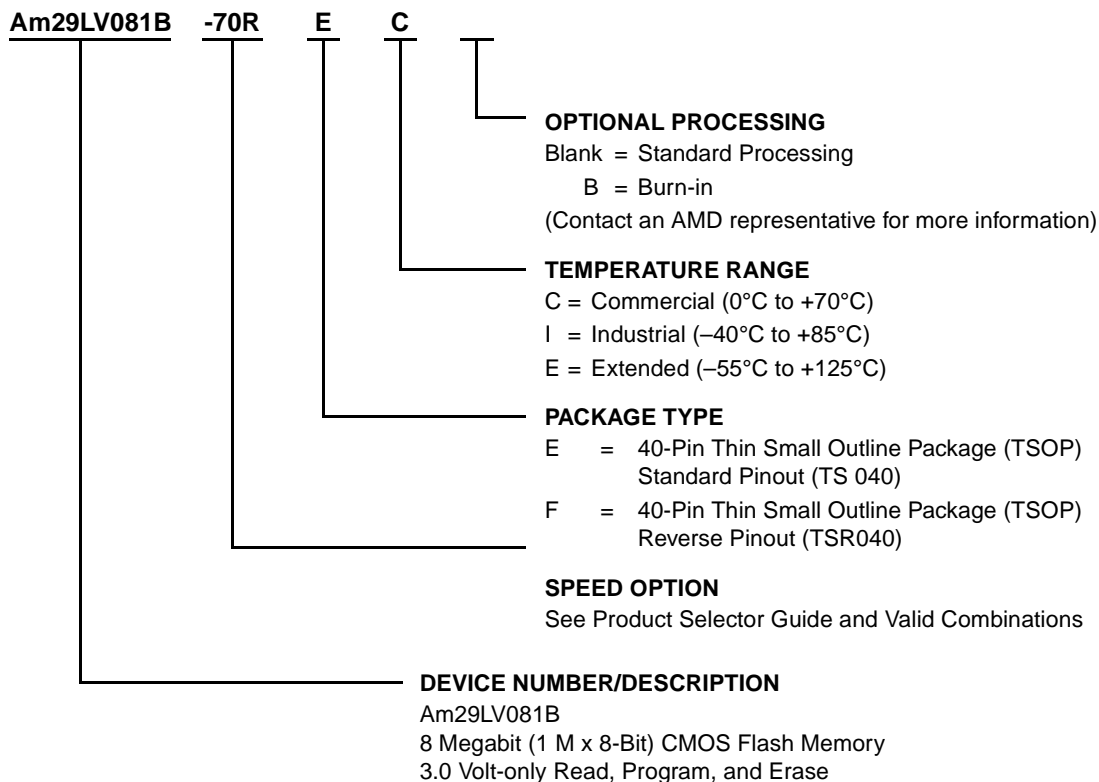 Am29LV081B -70R E C
OPTIONAL PROCESSING
Blank = Standard Processing
B = Burn-in
(Contact an AMD representative for more information)
TEMPERATURE RANGE
C = Commercial (0°C to +70°C)
I = Industrial (–40°C to +85°C)
E = Extended (–55°C to +125°C)
PACKAGE TYPE
E = 40-Pin Thin Small Outline Package (TSOP)
Standard Pinout (TS 040)
F = 40-Pin Thin Small Outline Package (TSOP)
Reverse Pinout (TSR040)
SPEED OPTION
See Product Selector Guide and Valid Combinations
DEVICE NUMBER/DESCRIPTION
Am29LV081B
8 Megabit (1 M x 8-Bit) CMOS Flash Memory
3.0 Volt-only Read, Program, and Erase